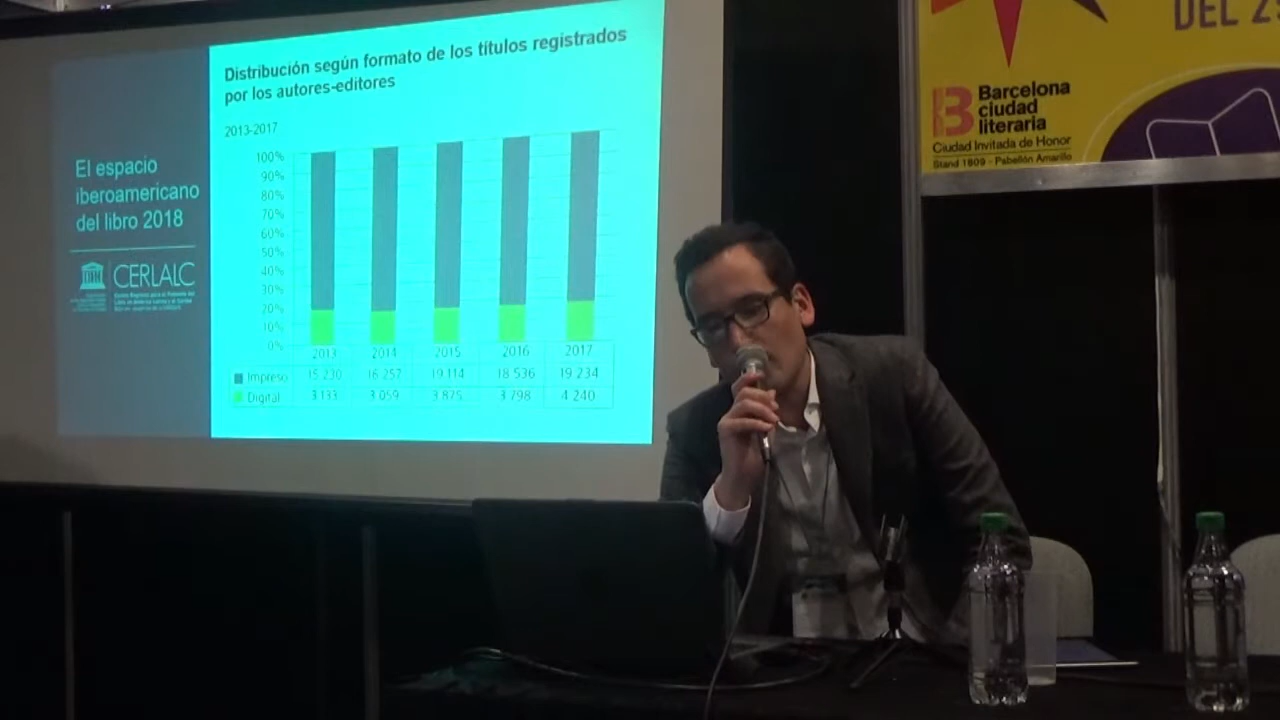 El espacio
iberoamericano
del libro 2018
CERLALC
Distribución según formato de los títulos registrados
por los autores-editores
2013-2017
100%
90%
80%
70%
60%
50%
40%
30%
20%
10%
0%
2013 2014 2015 2016 2017
Impreso 15 230 16 257 19 114 18 536 19 234
Digital 3 133 3 059 3 875 3 798 4 240
DEL 25
B Barcelona
ciudad
literaria
Ciudad Invitada de Honor
Stand 1809 - Pabellón Amarillo